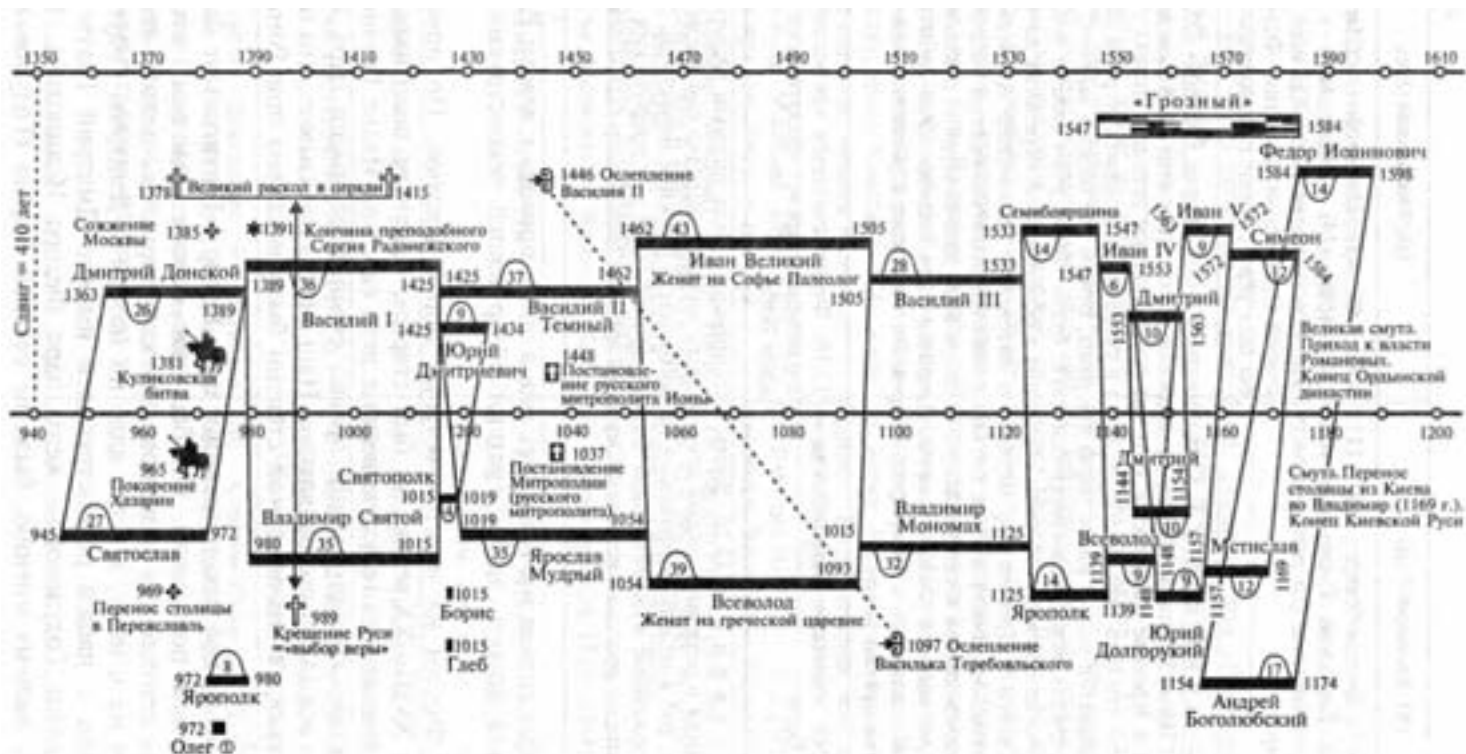 1350 1370 1390 1410 1430 1450 1470 1490 1510 1530 1550 1570 1590 1610
Сдвиг = 410 лет
«Грозный»
1547 1584
Федор Иоаннович
1584 14 1598
1378 Великий раскол в церкви 1415
1446 Ослепление
Василия II
Сожжение
Москвы
1385
1391 Кончина преподобного
Сергия Радонежского
Дмитрий Донской
1363 26 1389
1389 36 1425
Василий I
1425 37 1462
Василий II
Темный
1425 9 1434
Юрий
Дмитриевич
1448
Постановле-
ние русского
митрополита Ионы
1462 43 1505
Иван Великий
Женат на Софье Палеолог
1505 28 1533
Василий III
Семибоярщина
1533 14 1547
Иван IV
1547 6 1553
Дмитрий
1553 10 1563
Иван V
1563 9 1572
Симеон
1572 12 1584
1381
Куликовская
битва
Великая смута.
Приход к власти
Романовых.
Конец Ордынской
династии
940 960 980 1000 1020 1040 1060 1080 1100 1120 1140 1160 1180 1200
965
Покорение
Хазарии
945 27 972
Святослав
Владимир Святой
980 35 1015
Святополк
1015 4 1019
1037
Постановление
Митрополии
(русского
митрополита)
1019 35 1054
Ярослав
Мудрый
1054 39 1093
Всеволод
Женат на греческой царевне
Владимир
Мономах
1015 32 1125
1125 14 1139
Ярополк
Всеволод
1139 9 1148
Дмитрий
1144 10 1154
1148 9 1157
Юрий
Долгорукий
Мстислав
1157 12 1169
Смута. Перенос
столицы из Киева
во Владимир (1169 г.).
Конец Киевской Руси
969
Перенос столицы
в Переяславль
989
Крещение Руси
=«выбор веры»
1015
Борис
1015
Глеб
1097 Ослепление
Василька Теребовльского
972 8 980
Ярополк
972
Олег ①
1154 17 1174
Андрей
Боголюбский